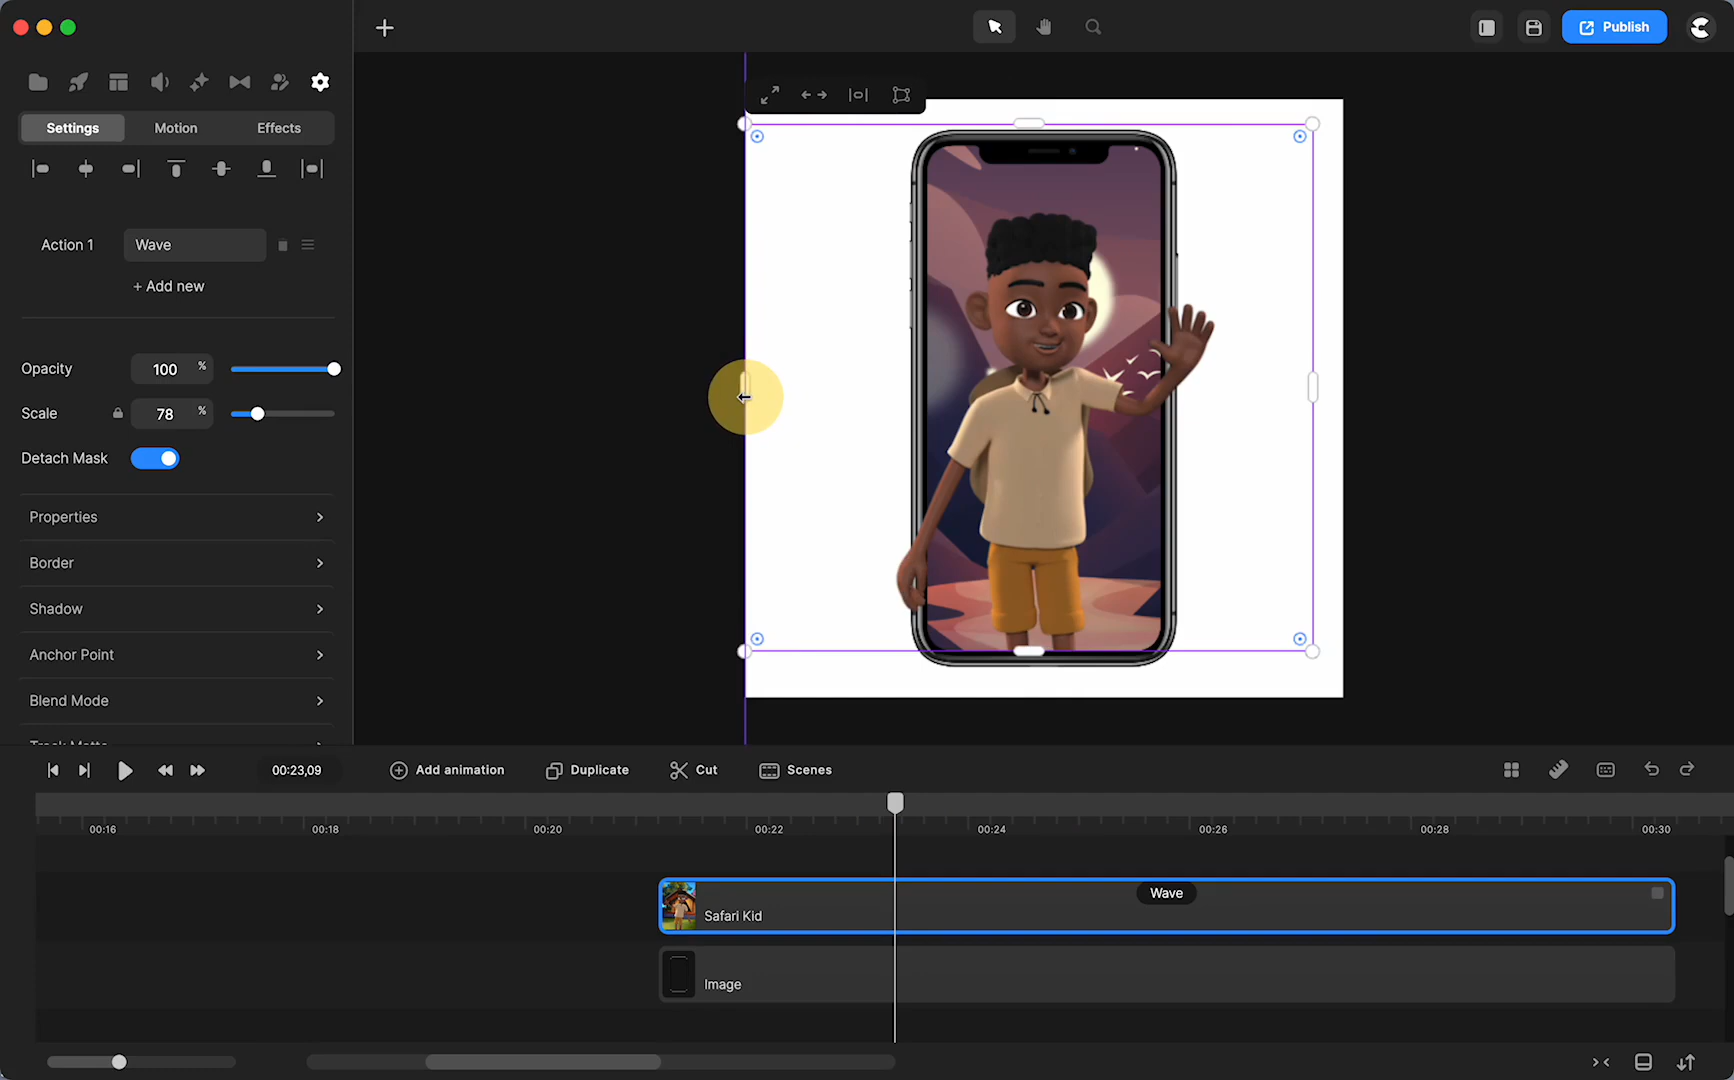 Publish
Settings
Motion
Effects
Action 1
Wave
+ Add new
Opacity
100
%
Scale
78
%
Detach Mask
Properties
Border
Shadow
Anchor Point
Blend Mode
00:23,09
Add animation
Duplicate
Cut
Scenes
00:16
00:18
00:20
00:22
00:24
00:26
00:28
00:30
Wave
Safari Kid
Image